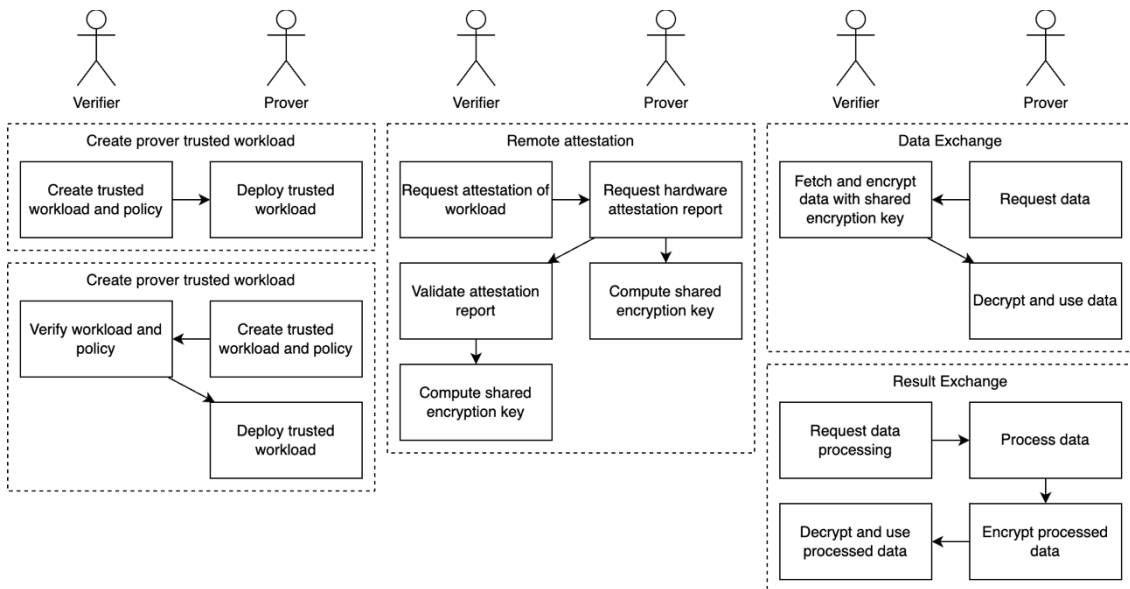 Verifier
Prover
Verifier
Prover
Verifier
Prover
Create prover trusted workload
Create trusted
workload and policy
Deploy trusted
workload
Create prover trusted workload
Verify workload and
policy
Create trusted
workload and policy
Deploy trusted
workload
Remote attestation
Request attestation of
workload
Request hardware
attestation report
Validate attestation
report
Compute shared
encryption key
Compute shared
encryption key
Data Exchange
Fetch and encrypt
data with shared
encryption key
Request data
Decrypt and use data
Result Exchange
Request data
processing
Process data
Decrypt and use
processed data
Encrypt processed
data